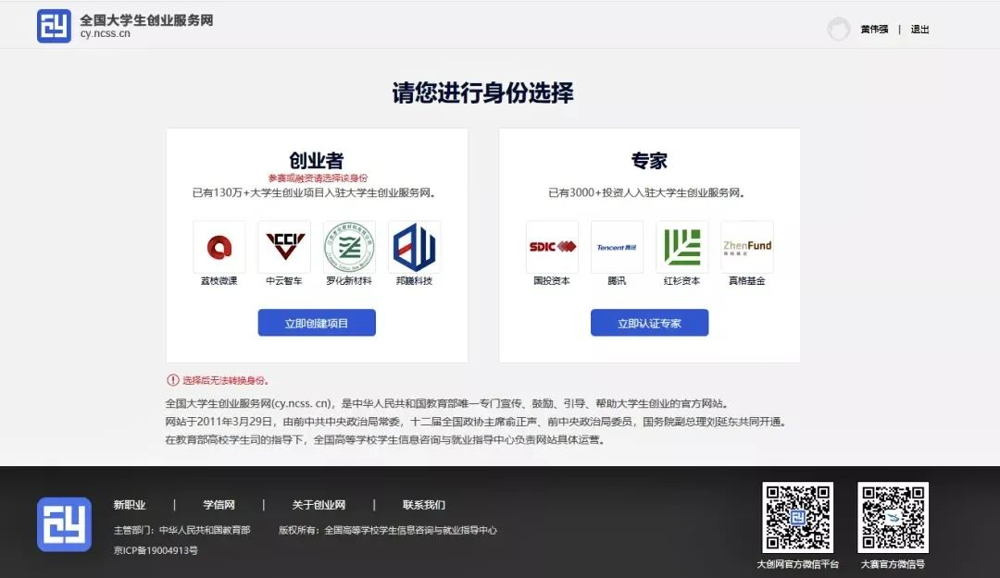 全国大学生创业服务网
cy.ncss.cn
黄伟强 | 退出
请您进行身份选择
创业者
参赛或融资请选择该身份
已有130万+大学生创业项目入驻大学生创业服务网。
CCI
荔枝微课 中云智车 罗化新材料 邦巍科技
立即创建项目
专家
已有3000+投资人入驻大学生创业服务网。
SDIC Tencent 腾讯 ZhenFund 真格基金
国投资本 腾讯 红杉资本 真格基金
立即认证专家
选择后无法转换身份。
全国大学生创业服务网(cy.ncss. cn)，是中华人民共和国教育部唯一专门宣传、鼓励、引导、帮助大学生创业的官方网站。
网站于2011年3月29日，由前中共中央政治局常委，十二届全国政协主席俞正声、前中央政治局委员，国务院副总理刘延东共同开通。
在教育部高校学生司的指导下，全国高等学校学生信息咨询与就业指导中心负责网站具体运营。
新职业 | 学信网 | 关于创业网 | 联系我们
主管部门：中华人民共和国教育部 版权所有：全国高等学校学生信息咨询与就业指导中心
京ICP备19004913号
大创网官方微信平台 大赛官方微信号